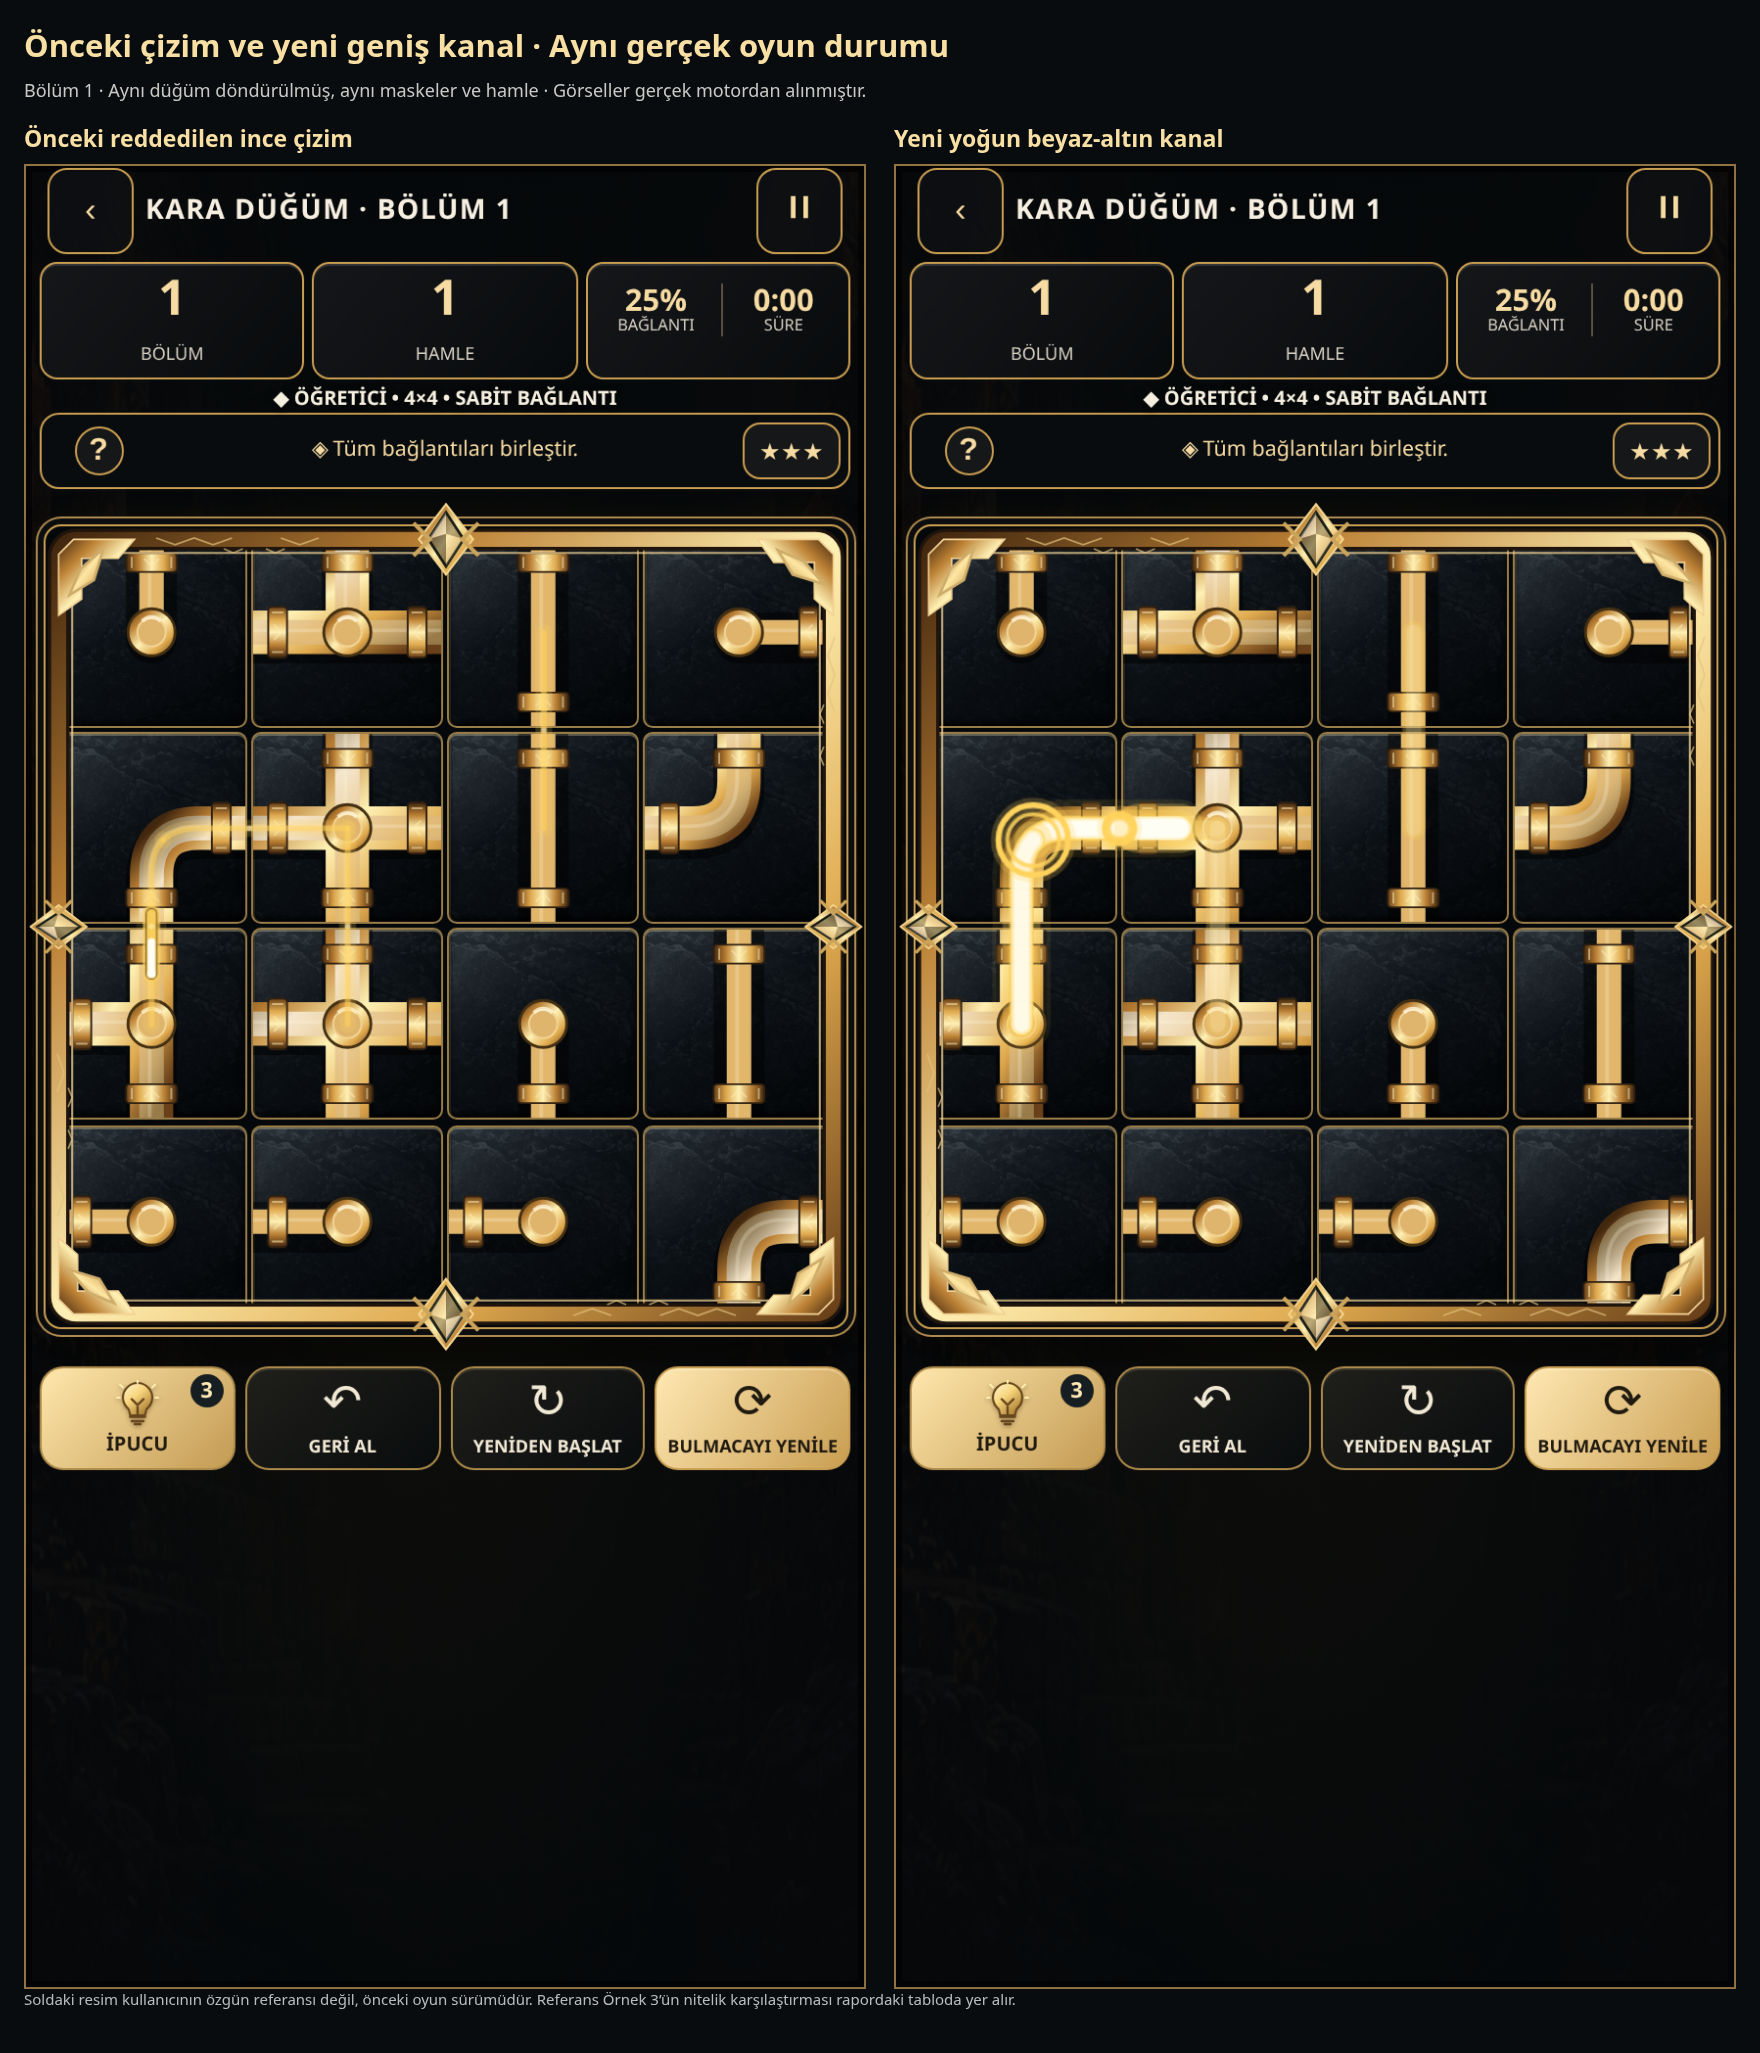 Önceki çizim ve yeni geniş kanal · Aynı gerçek oyun durumu
Bölüm 1 · Aynı düğüm döndürülmüş, aynı maskeler ve hamle · Görseller gerçek motordan alınmıştır.
Önceki reddedilen ince çizim
‹ KARA DÜĞÜM · BÖLÜM 1
1
BÖLÜM
1
HAMLE
25%
BAĞLANTI
0:00
SÜRE
◆ ÖĞRETİCİ • 4×4 • SABİT BAĞLANTI
? ◈ Tüm bağlantıları birleştir. ★★★
3
İPUCU
GERİ AL
YENİDEN BAŞLAT
BULMACAYI YENİLE
Yeni yoğun beyaz-altın kanal
‹ KARA DÜĞÜM · BÖLÜM 1
1
BÖLÜM
1
HAMLE
25%
BAĞLANTI
0:00
SÜRE
◆ ÖĞRETİCİ • 4×4 • SABİT BAĞLANTI
? ◈ Tüm bağlantıları birleştir. ★★★
3
İPUCU
GERİ AL
YENİDEN BAŞLAT
BULMACAYI YENİLE
Soldaki resim kullanıcının özgün referansı değil, önceki oyun sürümüdür. Referans Örnek 3’ün nitelik karşılaştırması rapordaki tabloda yer alır.